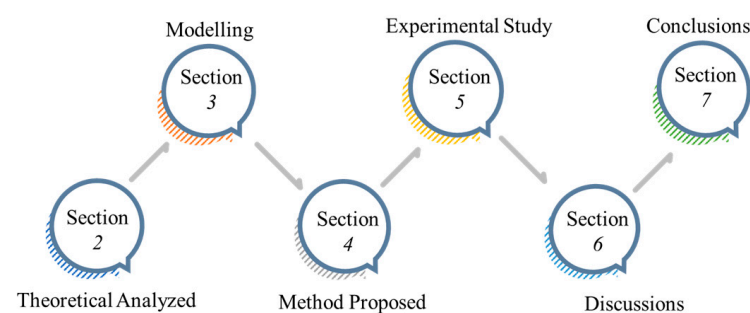 Modelling
Experimental Study
Conclusions
Section
3
Section
5
Section
7
Section
2
Section
4
Section
6
Theoretical Analyzed
Method Proposed
Discussions